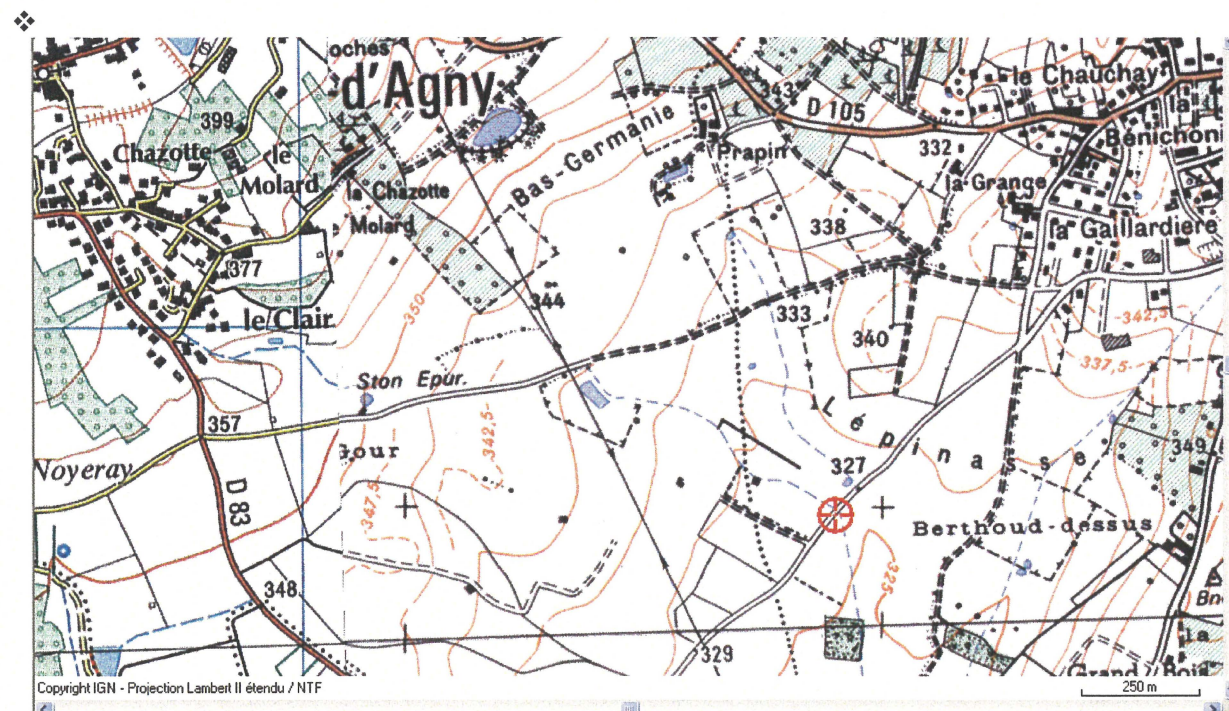 oches
d'Agny
399
Chazotte
le
Molard
la Chazotte
Molard
Bas-Germanie
343
D 105
le Chauchay
la
Bénichon
Prapin
332
la Grange
338
la Gaillardière
377
350
le Clair
344
333
340
342,5
337,5
Ston Epur.
357
Noyeray
Gour
342,5
347,5
Lépinasse
327
349
D 83
Berthoud-dessus
325
348
Bn
329
la
Grand Bois
Copyright IGN - Projection Lambert II étendu / NTF
250 m